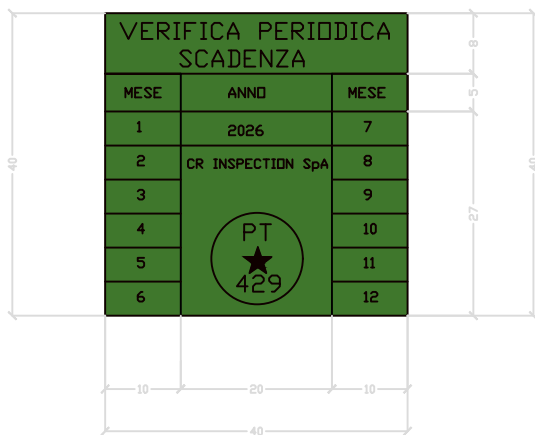 VERIFICA PERIODICA
SCADENZA
MESE ANNO MESE
1 2026 7
2 CR INSPECTION SpA 8
3 9
4 PT 10
5 429 11
6 12
8
5
27
40
40
10 20 10
40